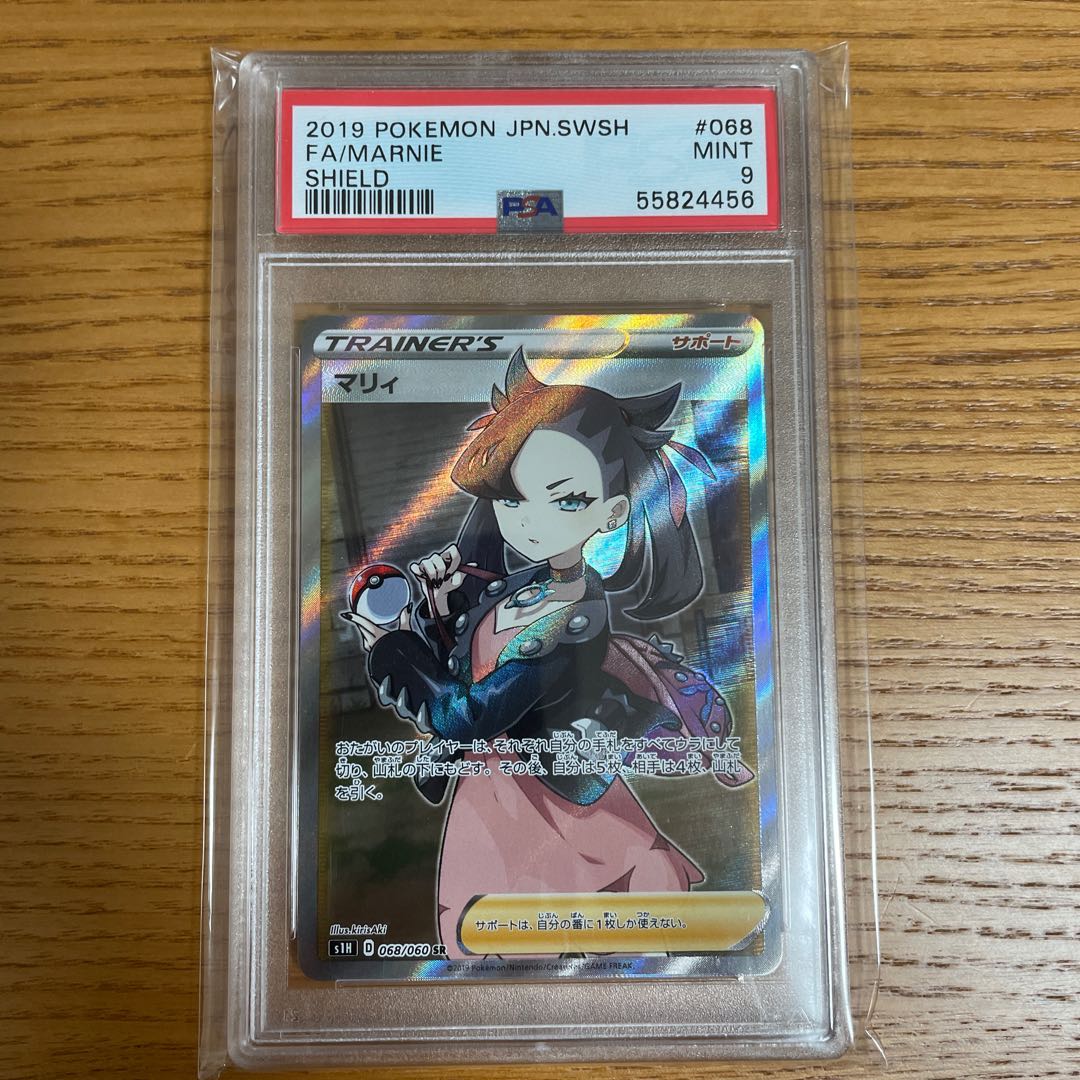 2019 POKEMON JPN.SWSH #068
FA/MARNIE MINT
SHIELD 9
55824456
PSA
TRAINER'S サポート
マリィ
おたがいのプレイヤーは、それぞれ自分の手札をすべてウラにして
切り、山札の下にもどす。その後、自分は5枚、相手は4枚、山札
を引く。
サポートは、自分の番に1枚しか使えない。
Illus.kirisAki
s1H D 068/060 SR
©2019 Pokémon/Nintendo/Creatures/GAME FREAK.